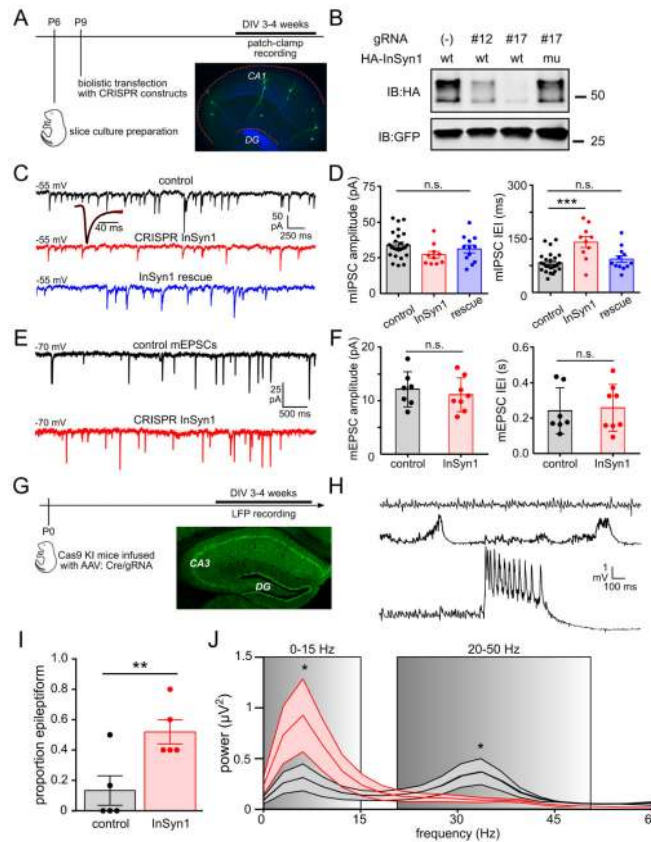 A
P6
P9
DIV 3-4 weeks
patch-clamp
recording
biolistic transfection
with CRISPR constructs
slice culture preparation
CA1
DG
B
gRNA (-) #12 #17 #17
HA-InSyn1 wt wt wt mu
IB:HA
50
IB:GFP
25
C
-55 mV
control
40 ms
50
pA
250 ms
-55 mV
CRISPR InSyn1
-55 mV
InSyn1 rescue
D
mIPSC amplitude (pA)
75
50
25
0
n.s.
control
InSyn1
rescue
mIPSC IEI (ms)
300
150
100
50
0
n.s.
***
control
InSyn1
rescue
E
-70 mV
control mEPSCs
25
pA
500 ms
-70 mV
CRISPR InSyn1
F
mEPSC amplitude (pA)
20
15
10
5
0
n.s.
control
InSyn1
mEPSC IEI (s)
0.6
0.4
0.2
0.0
n.s.
control
InSyn1
G
DIV 3-4 weeks
LFP recording
P0
Cas9 KI mice infused
with AAV: Cre/gRNA
CA3
DG
H
1
mV
100 ms
I
proportion epileptiform
1.0
0.8
0.6
0.4
0.2
0
**
control
InSyn1
J
0-15 Hz
20-50 Hz
power (µV2)
1.5
1
0.5
0
*
*
0
15
30
45
60
frequency (Hz)